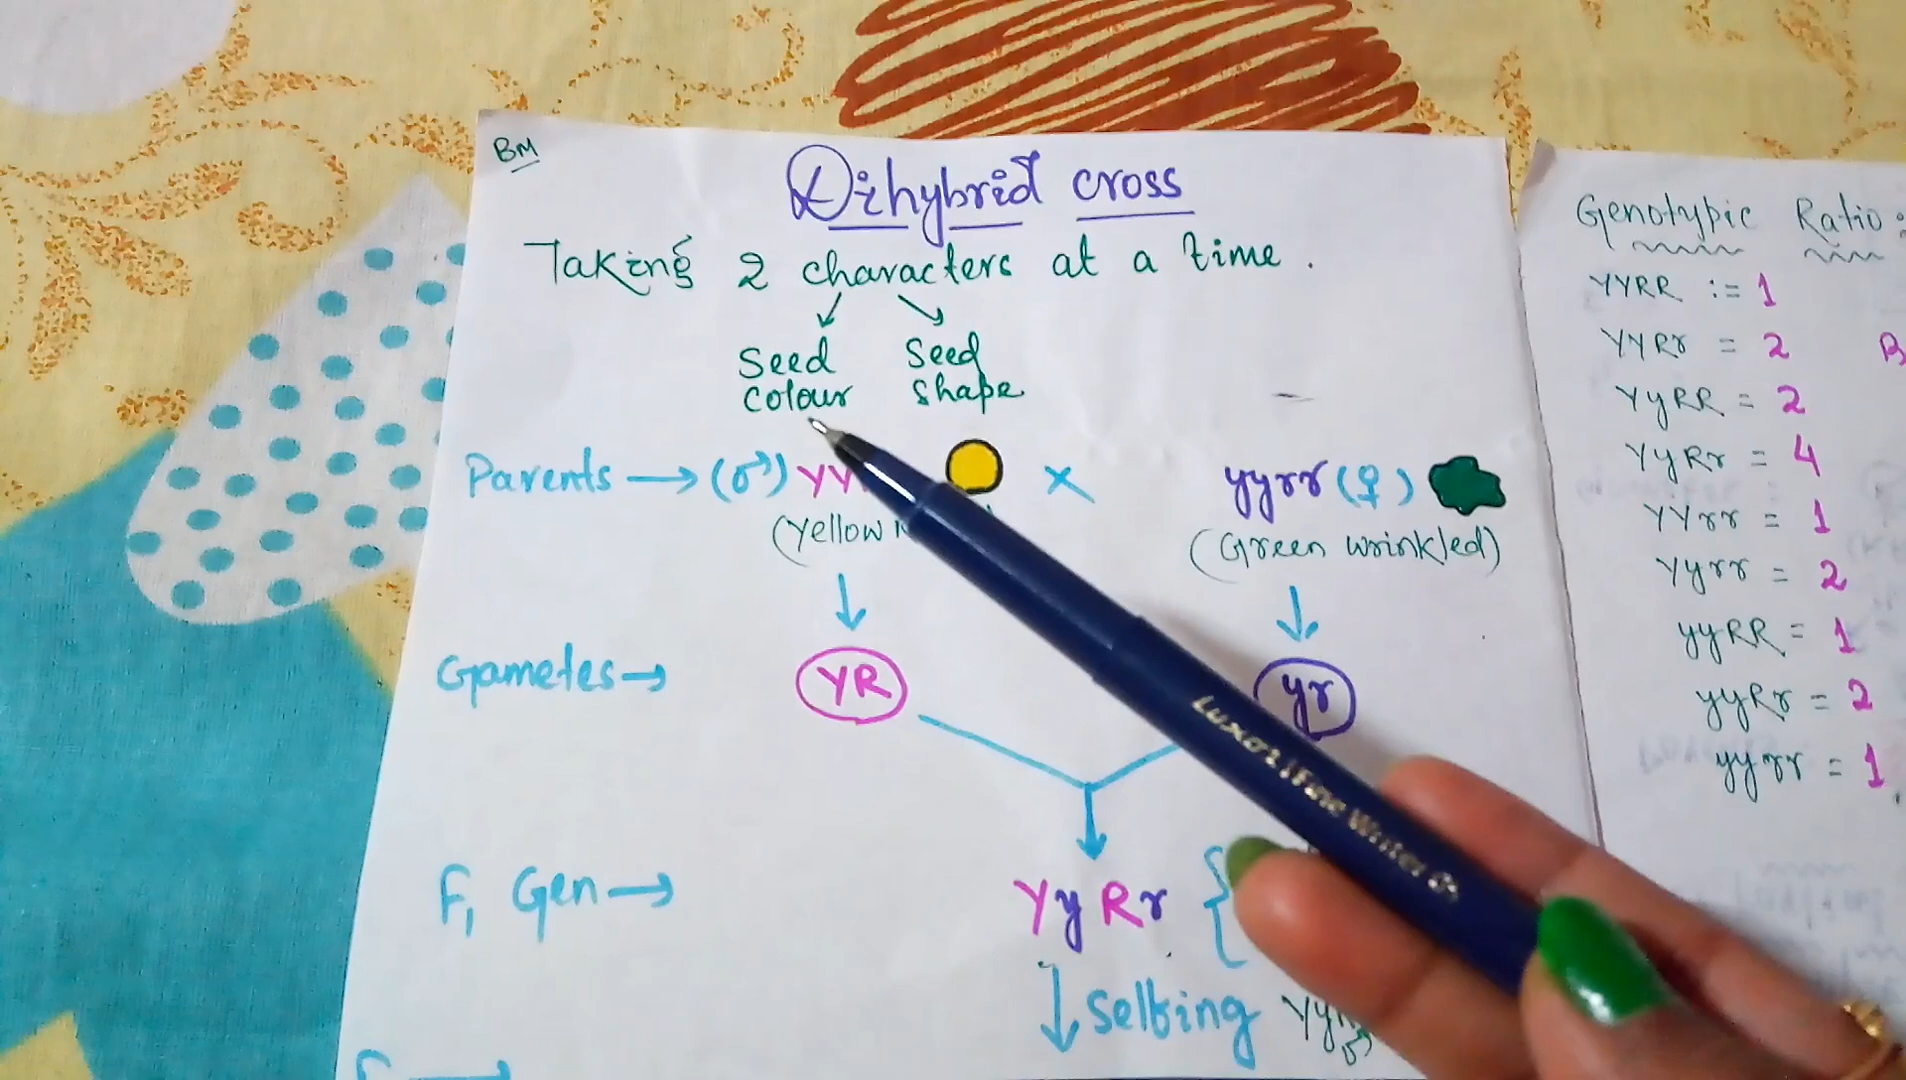 BM
Dihybrid cross
Taking 2 characters at a time.
Seed colour
Seed shape
Parents → (♂) YY
×
yyrr (♀)
(Yellow
(Green wrinkled)
Gametes →
YR
yr
F1 Gen →
YyRr {
↓ Selfing
♂
Genotypic Ratio:
YYRR := 1
YYRr = 2
YyRR = 2
YyRr = 4
YYrr = 1
Yyrr = 2
yyRR = 1
yyRr = 2
yyrr = 1
Luxor